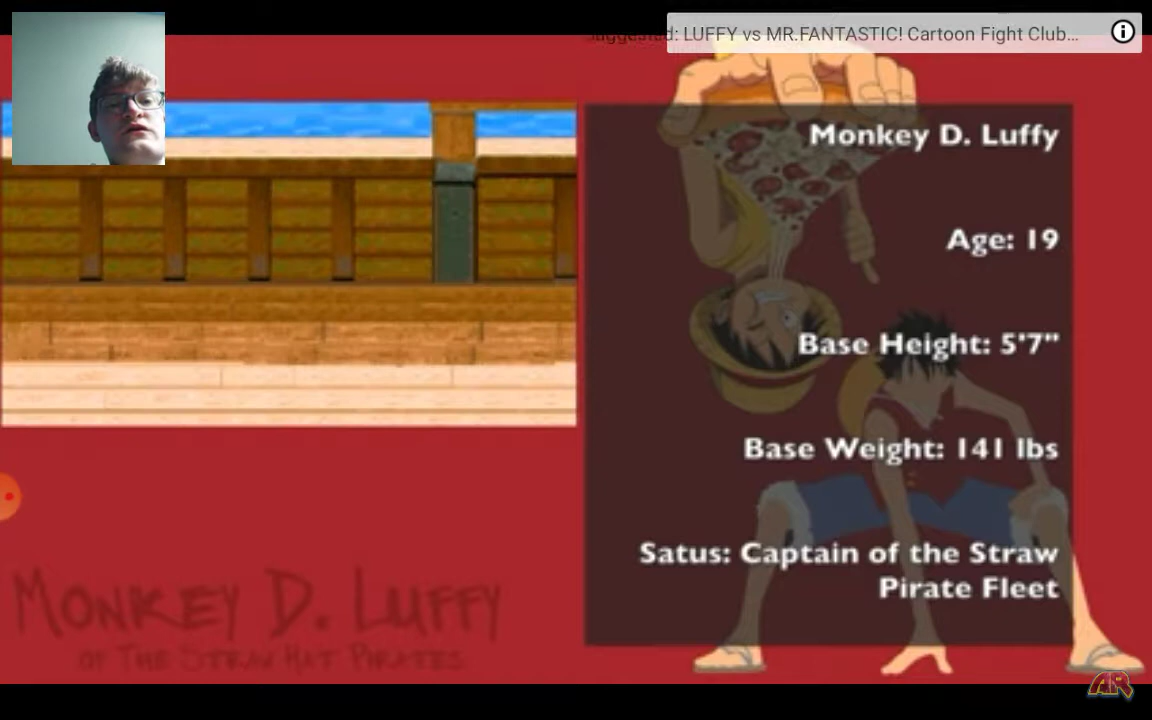 Suggested: LUFFY vs MR.FANTASTIC! Cartoon Fight Club...
Monkey D. Luffy
Age: 19
Base Height: 5'7"
Base Weight: 141 lbs
Satus: Captain of the Straw
Pirate Fleet
MONKEY D. LUFFY
OF THE STRAW HAT PIRATES
AR